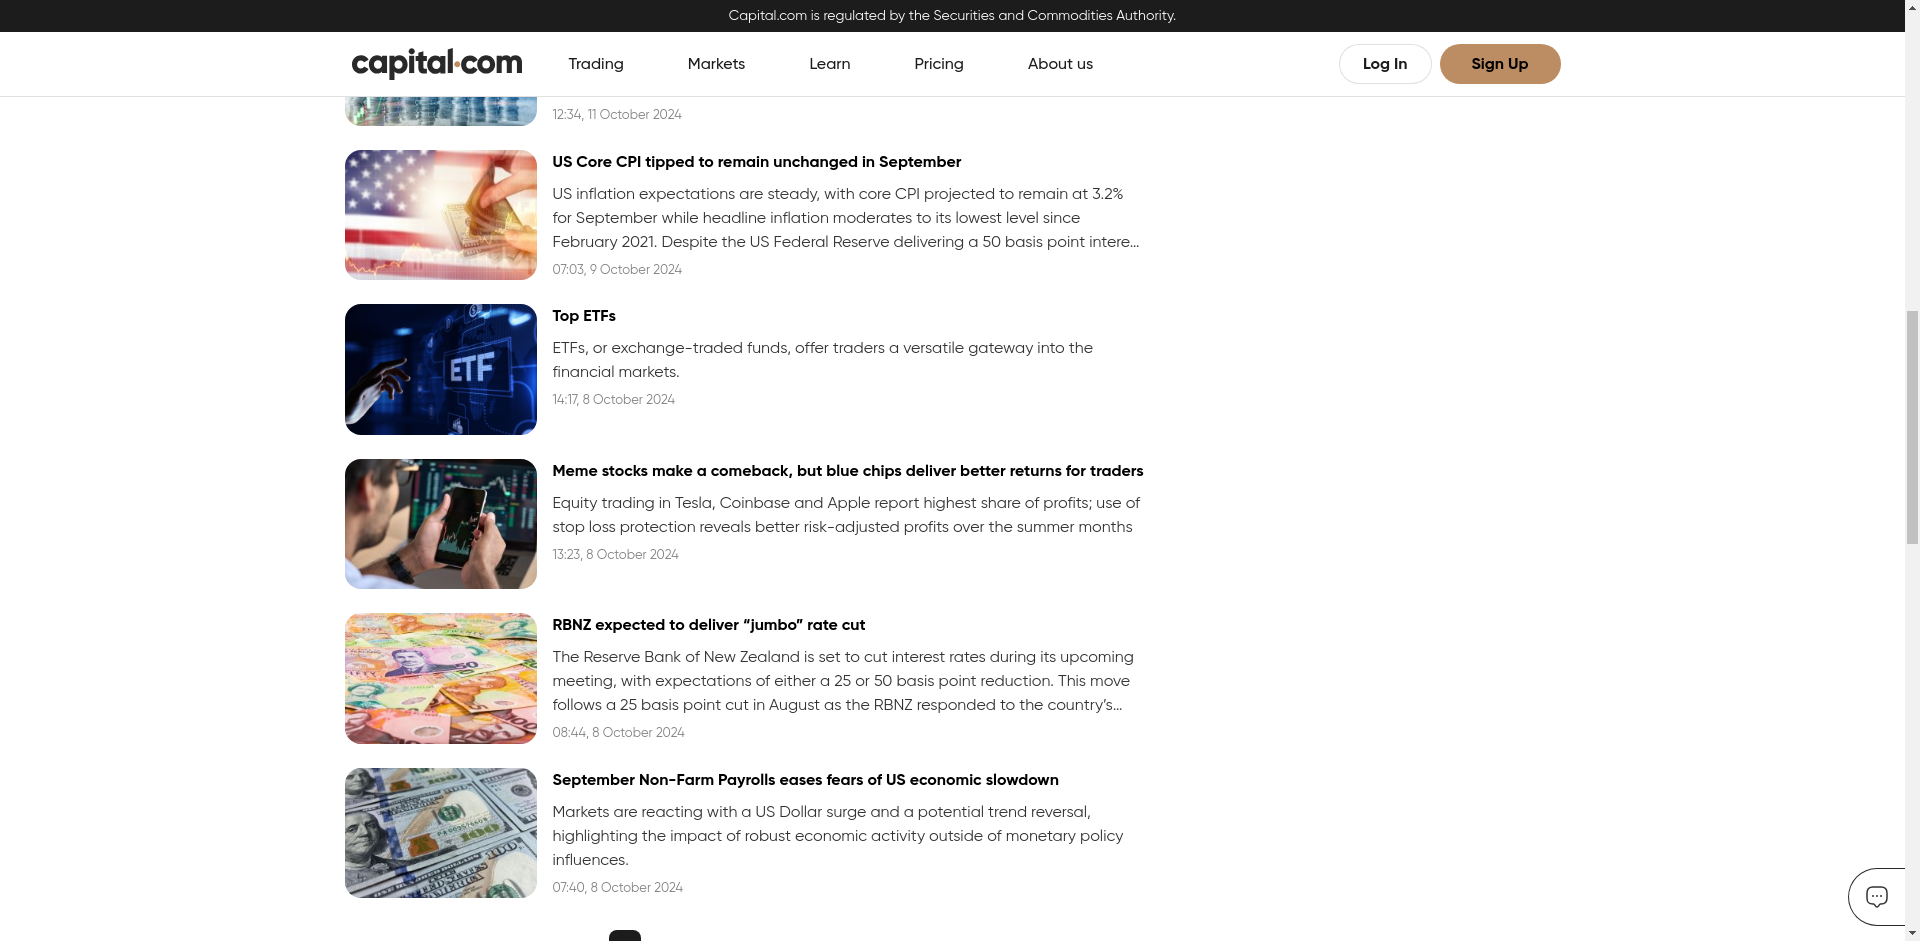 Capital.com is regulated by the Securities and Commodities Authority.
capital.com
Trading
Markets
Learn
Pricing
About us
Log In
Sign Up
12:34, 11 October 2024
US Core CPI tipped to remain unchanged in September
US inflation expectations are steady, with core CPI projected to remain at 3.2%
for September while headline inflation moderates to its lowest level since
February 2021. Despite the US Federal Reserve delivering a 50 basis point intere...
07:03, 9 October 2024
ETF
Top ETFs
ETFs, or exchange-traded funds, offer traders a versatile gateway into the
financial markets.
14:17, 8 October 2024
Meme stocks make a comeback, but blue chips deliver better returns for traders
Equity trading in Tesla, Coinbase and Apple report highest share of profits; use of
stop loss protection reveals better risk-adjusted profits over the summer months
13:23, 8 October 2024
RBNZ expected to deliver “jumbo” rate cut
The Reserve Bank of New Zealand is set to cut interest rates during its upcoming
meeting, with expectations of either a 25 or 50 basis point reduction. This move
follows a 25 basis point cut in August as the RBNZ responded to the country’s...
08:44, 8 October 2024
September Non-Farm Payrolls eases fears of US economic slowdown
Markets are reacting with a US Dollar surge and a potential trend reversal,
highlighting the impact of robust economic activity outside of monetary policy
influences.
07:40, 8 October 2024